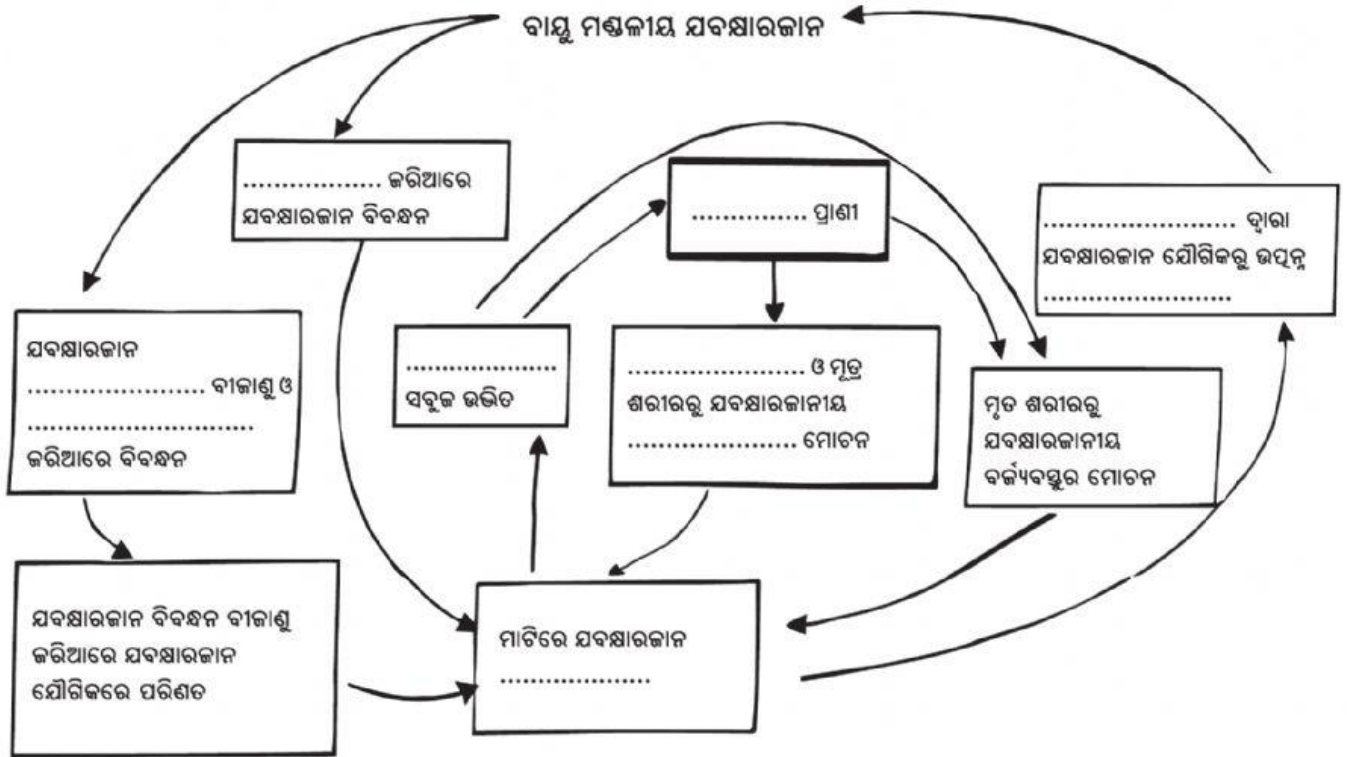 ବାୟୁ ମଣ୍ଡଳୀୟ ଯବକ୍ଷାରଜାନ
.................. ଜରିଆରେ
ଯବକ୍ଷାରଜାନ ବିବନ୍ଧନ
............... ପ୍ରାଣୀ
......................... ଦ୍ୱାରା
ଯବକ୍ଷାରଜାନ ଯୌଗିକରୁ ଉତ୍ପନ୍ନ
.........................
ଯବକ୍ଷାରଜାନ
....................... ବୀଜାଣୁ ଓ
..............................
ଜରିଆରେ ବିବନ୍ଧନ
....................
ସବୁଜ ଉଦ୍ଭିତ
....................... ଓ ମୂତ୍ର
ଶରୀରରୁ ଯବକ୍ଷାରଜାନୀୟ
...................... ମୋଚନ
ମୃତ ଶରୀରରୁ
ଯବକ୍ଷାରଜାନୀୟ
ବର୍ଜ୍ୟବସ୍ତୁର ମୋଚନ
ଯବକ୍ଷାରଜାନ ବିବନ୍ଧନ ବୀଜାଣୁ
ଜରିଆରେ ଯବକ୍ଷାରଜାନ
ଯୌଗିକରେ ପରିଣତ
ମାଟିରେ ଯବକ୍ଷାରଜାନ
....................